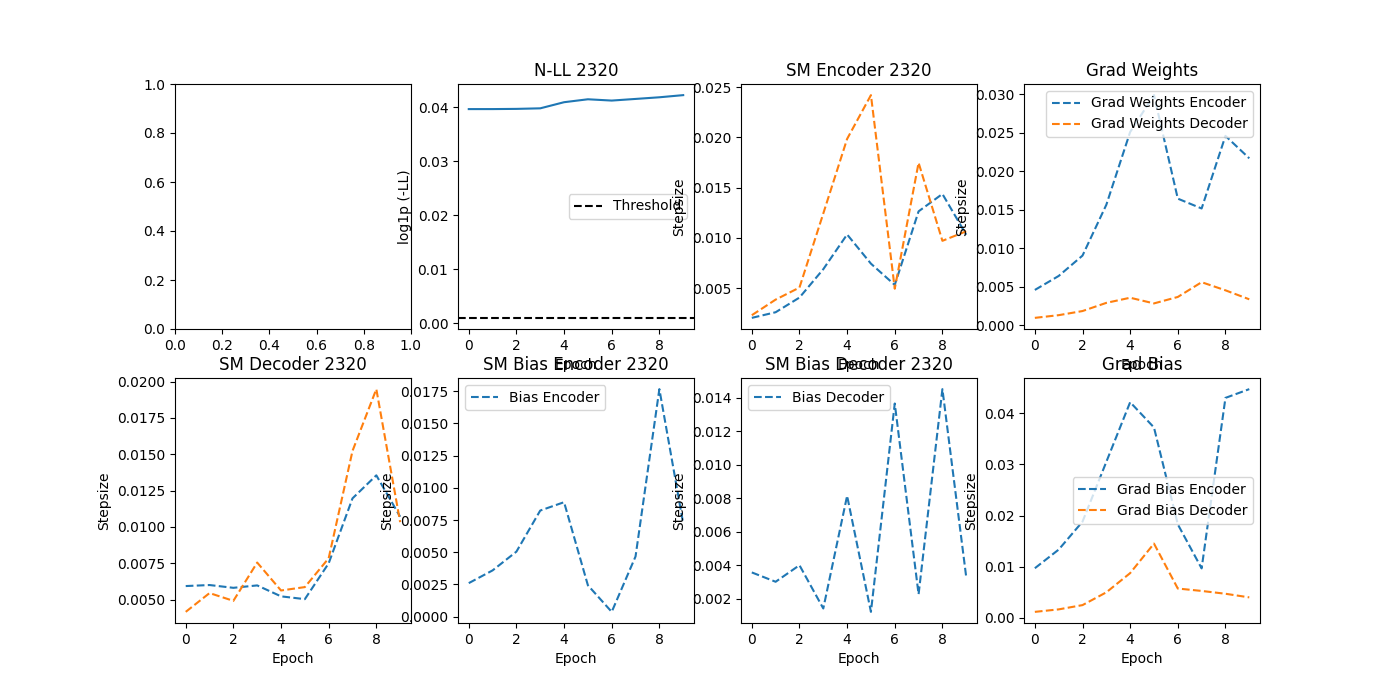 N-LL 2320
SM Encoder 2320
Grad Weights
1.0
0.8
0.6
0.4
0.2
0.0
0.0 0.2 0.4 0.6 0.8 1.0
log1p (-LL)
0.04
0.03
0.02
0.01
0.00
Threshold
0 2 4 6 8
Epoch
Stepsize
0.025
0.020
0.015
0.010
0.005
0 2 4 6 8
Epoch
Stepsize
0.030
0.025
0.020
0.015
0.010
0.005
0.000
Grad Weights Encoder
Grad Weights Decoder
0 2 4 6 8
Epoch
SM Decoder 2320
SM Bias Encoder 2320
SM Bias Decoder 2320
Grad Bias
Stepsize
0.0200
0.0175
0.0150
0.0125
0.0100
0.0075
0.0050
0 2 4 6 8
Epoch
Stepsize
0.0175
0.0150
0.0125
0.0100
0.0075
0.0050
0.0025
0.0000
Bias Encoder
0 2 4 6 8
Epoch
Stepsize
0.014
0.012
0.010
0.008
0.006
0.004
0.002
Bias Decoder
0 2 4 6 8
Epoch
Stepsize
0.04
0.03
0.02
0.01
0.00
Grad Bias Encoder
Grad Bias Decoder
0 2 4 6 8
Epoch